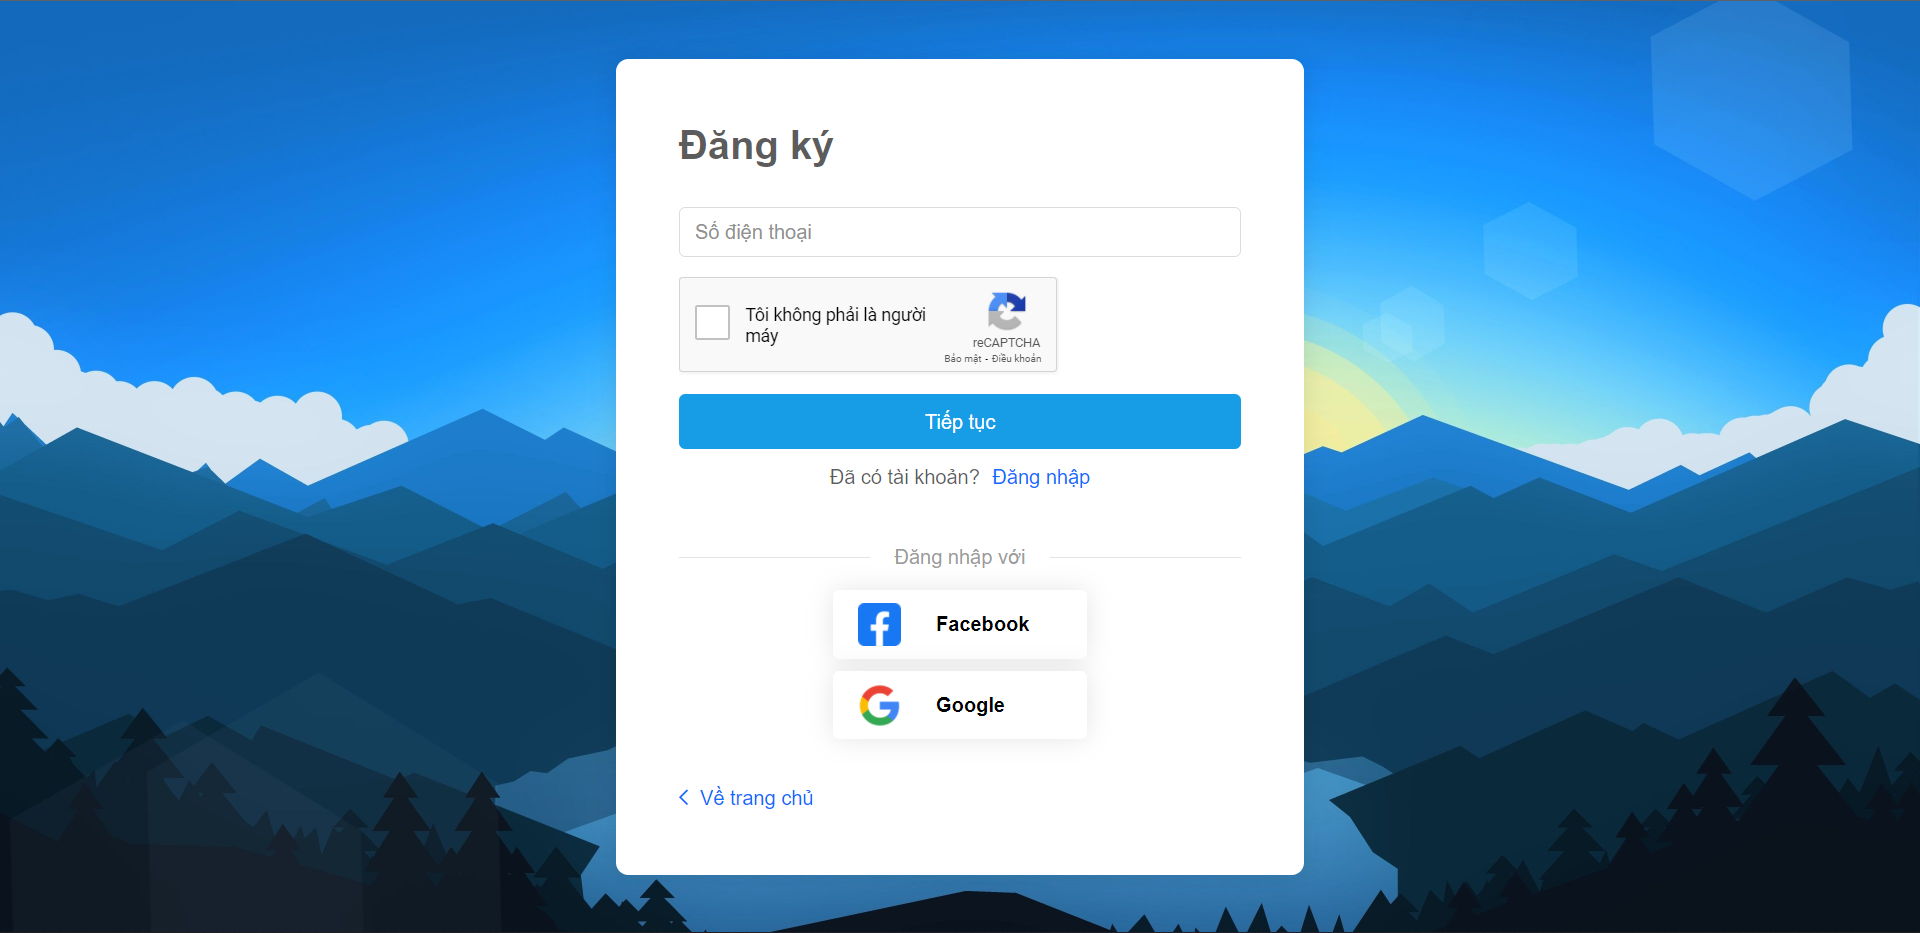 Đăng ký
Số điện thoại
Tôi không phải là người
máy
reCAPTCHA
Bảo mật - Điều khoản
Tiếp tục
Đã có tài khoản? Đăng nhập
Đăng nhập với
Facebook
Google
Về trang chủ